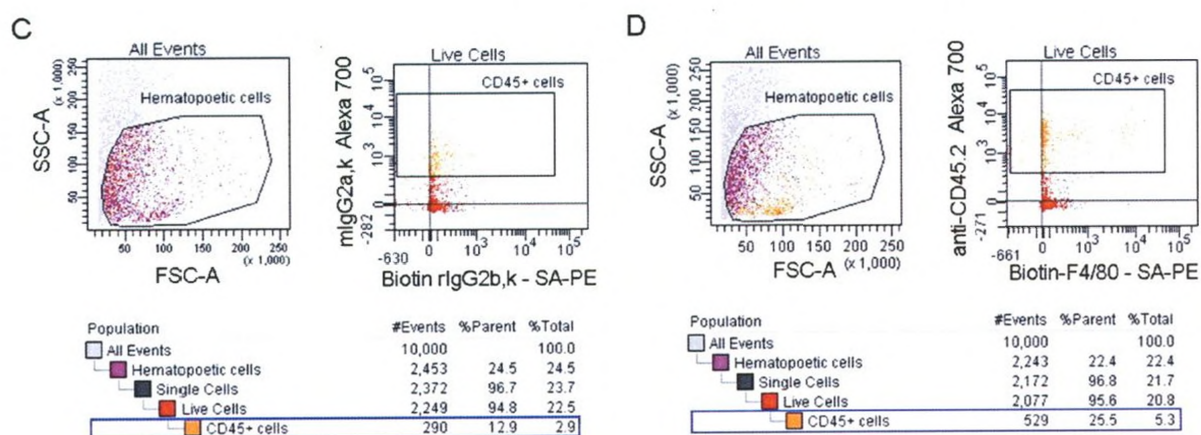 C
All Events
SSC-A
(x 1,000)
250
200
150
100
50
Hematopoetic cells
50 100 150 200 250
(x 1,000)
FSC-A
Live Cells
mIgG2a,k Alexa 700
CD45+ cells
10^5
10^4
10^3
0
-282
-630
0 10^3 10^4 10^5
Biotin rIgG2b,k - SA-PE
Population #Events %Parent %Total
All Events 10,000 100.0
Hematopoetic cells 2,453 24.5 24.5
Single Cells 2,372 96.7 23.7
Live Cells 2,249 94.8 22.5
CD45+ cells 290 12.9 2.9
D
All Events
SSC-A
(x 1,000)
250
200
150
100
50
Hematopoetic cells
50 100 150 200 250
FSC-A (x 1,000)
Live Cells
anti-CD45.2 Alexa 700
CD45+ cells
10^5
10^4
10^3
0
-271
-661
0 10^3 10^4 10^5
Biotin-F4/80 - SA-PE
Population #Events %Parent %Total
All Events 10,000 100.0
Hematopoetic cells 2,243 22.4 22.4
Single Cells 2,172 96.8 21.7
Live Cells 2,077 95.6 20.8
CD45+ cells 529 25.5 5.3